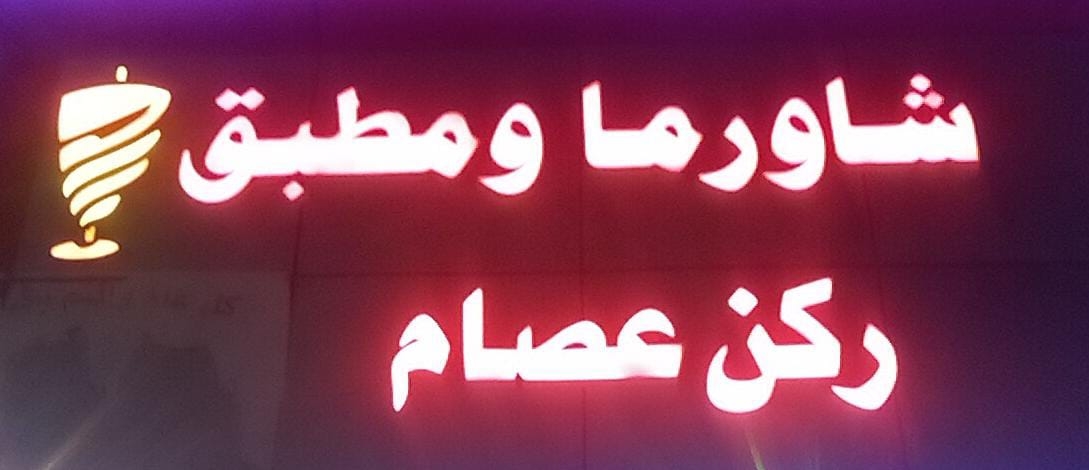 شاورما ومطبق
ركن عصام